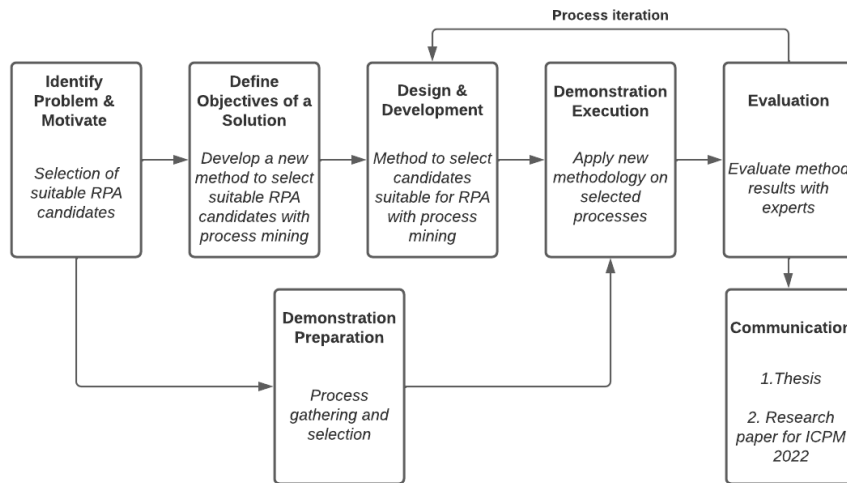 Process iteration
Identify
Problem &
Motivate
Selection of
suitable RPA
candidates
Define
Objectives of a
Solution
Develop a new
method to select
suitable RPA
candidates with
process mining
Design &
Development
Method to select
candidates
suitable for RPA
with process
mining
Demonstration
Execution
Apply new
methodology on
selected
processes
Evaluation
Evaluate method
results with
experts
Demonstration
Preparation
Process
gathering and
selection
Communication
1.Thesis
2. Research
paper for ICPM
2022